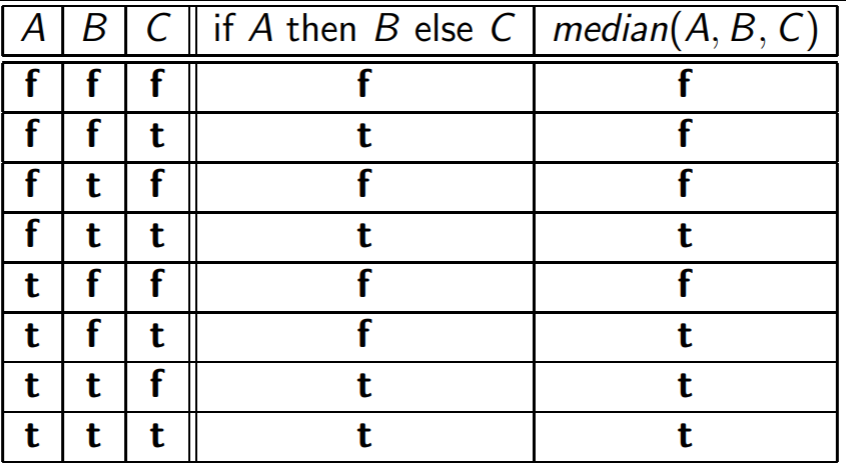 A B C if A then B else C median(A, B, C)
f f f f f
f f t t f
f t f f f
f t t t t
t f f f f
t f t f t
t t f t t
t t t t t